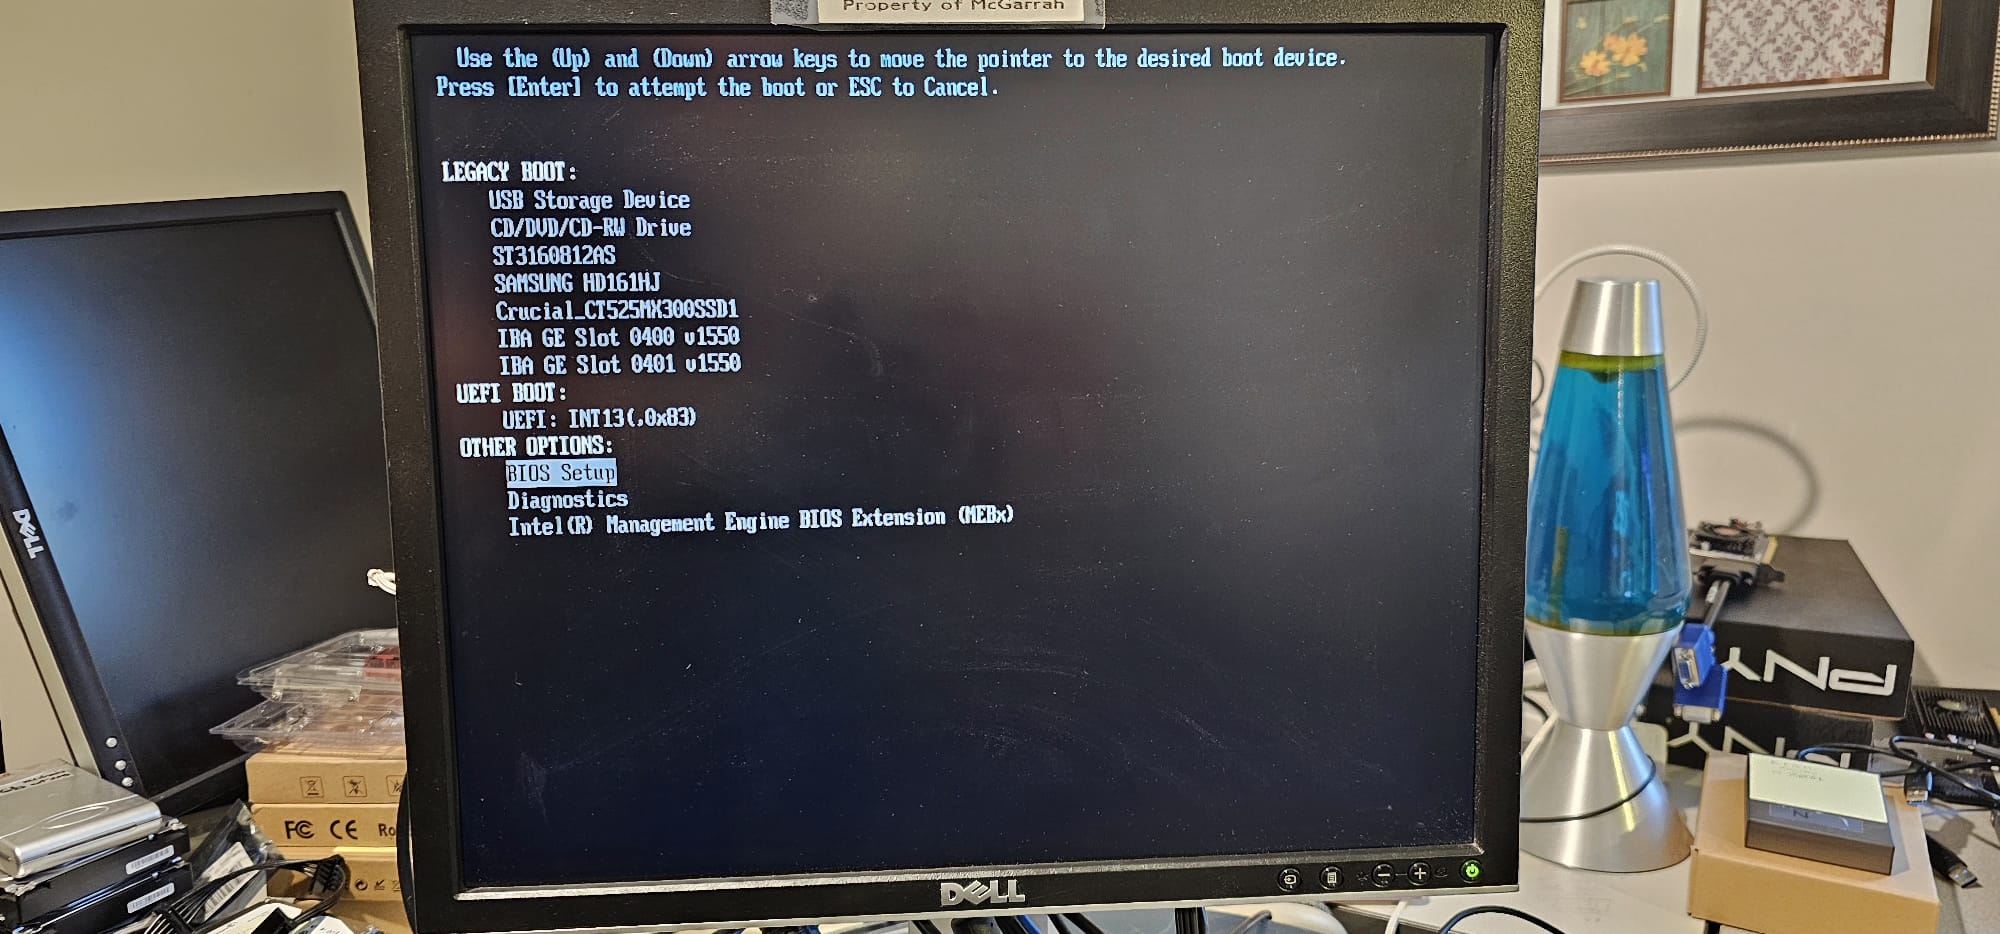 Property of McGarrah
Use the (Up) and (Down) arrow keys to move the pointer to the desired boot device.
Press [Enter] to attempt the boot or ESC to Cancel.
LEGACY BOOT:
USB Storage Device
CD/DVD/CD-RW Drive
ST3160812AS
SAMSUNG HD161HJ
Crucial_CT525MX300SSD1
IBA GE Slot 0400 v1550
IBA GE Slot 0401 v1550
UEFI BOOT:
UEFI: INT13(,0x83)
OTHER OPTIONS:
BIOS Setup
Diagnostics
Intel(R) Management Engine BIOS Extension (MEBx)
DELL
DELL
FC CE Ro
PNY
PNY